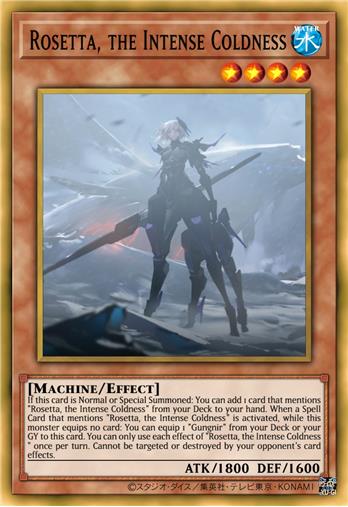 ROSETTA, THE INTENSE COLDNESS
WATER
水
[MACHINE/EFFECT]
If this card is Normal or Special Summoned: You can add 1 card that mentions
"Rosetta, the Intense Coldness" from your Deck to your hand. When a Spell
Card that mentions "Rosetta, the Intense Coldness" is activated, while this
monster equips no card: You can equip 1 "Gungnir" from your Deck or your
GY to this card. You can only use each effect of "Rosetta, the Intense Coldness
" once per turn. Cannot be targeted or destroyed by your opponent's card
effects.
ATK/1800 DEF/1600
©スタジオ・ダイス／集英社・テレビ東京・KONAMI